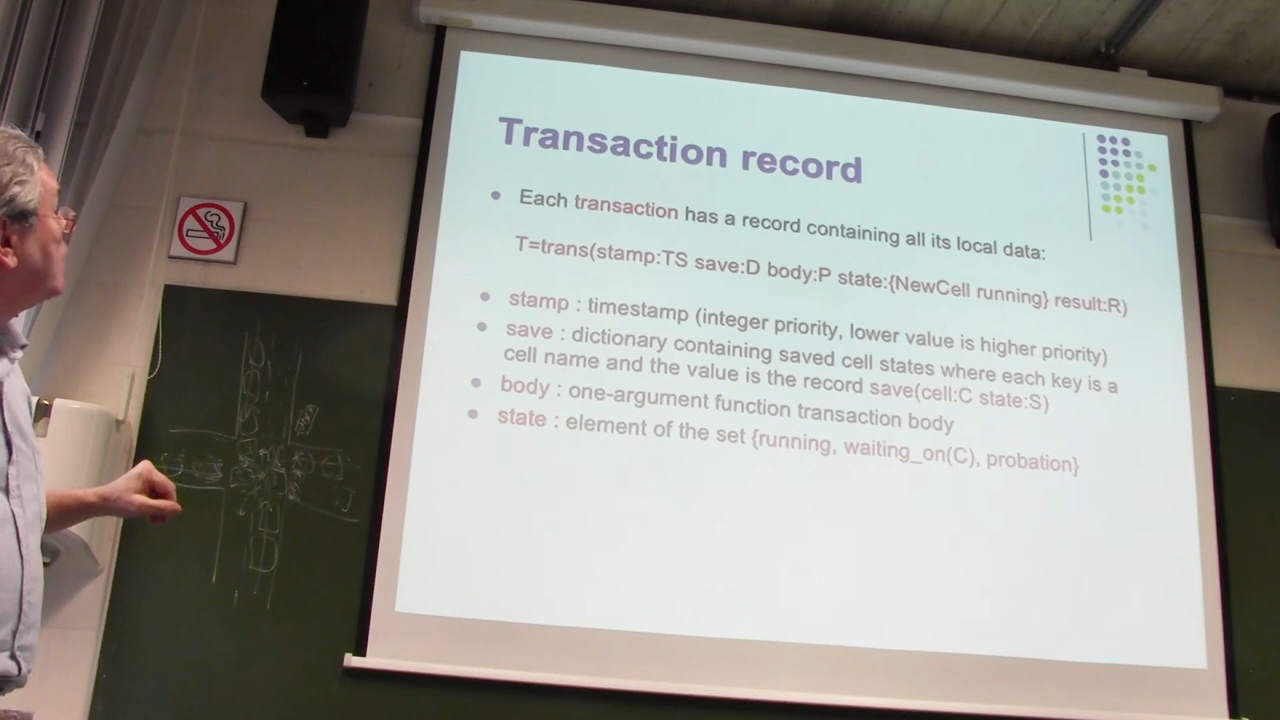 Transaction record
Each transaction has a record containing all its local data:
T=trans(stamp:TS save:D body:P state:{NewCell running} result:R)
stamp : timestamp (integer priority, lower value is higher priority)
save : dictionary containing saved cell states where each key is a
cell name and the value is the record save(cell:C state:S)
body : one-argument function transaction body
state : element of the set {running, waiting_on(C), probation}